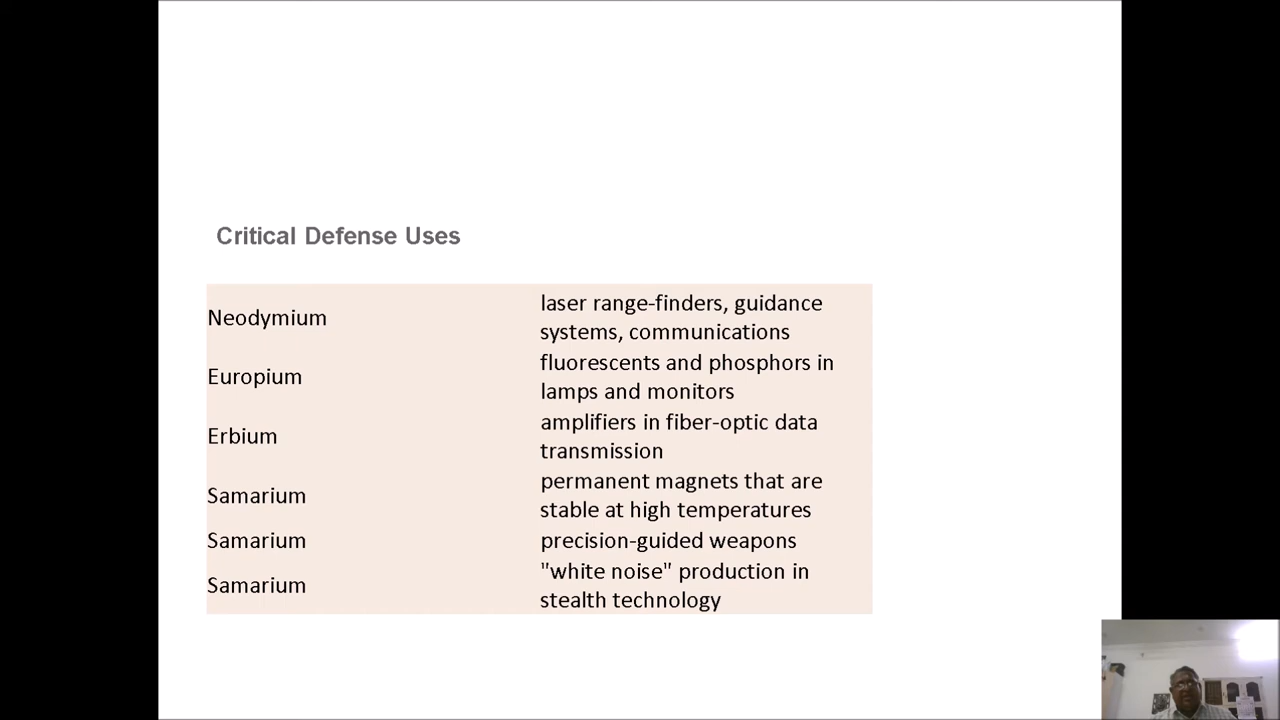 Critical Defense Uses
Neodymium
laser range-finders, guidance
systems, communications
Europium
fluorescents and phosphors in
lamps and monitors
Erbium
amplifiers in fiber-optic data
transmission
Samarium
permanent magnets that are
stable at high temperatures
Samarium
precision-guided weapons
Samarium
"white noise" production in
stealth technology